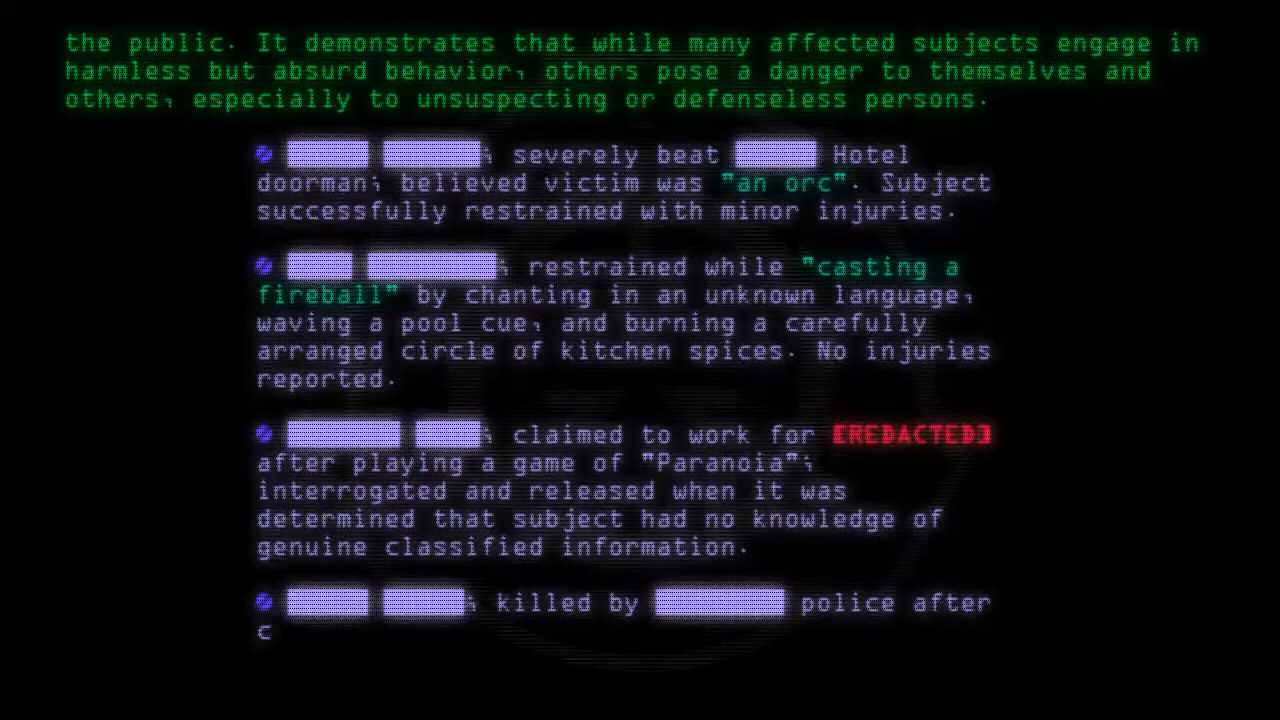 the public. It demonstrates that while many affected subjects engage in
harmless but absurd behavior, others pose a danger to themselves and
others, especially to unsuspecting or defenseless persons.
█████ ██████; severely beat █████ Hotel
doorman; believed victim was "an orc". Subject
successfully restrained with minor injuries.
████ ████████; restrained while "casting a
fireball" by chanting in an unknown language,
waving a pool cue, and burning a carefully
arranged circle of kitchen spices. No injuries
reported.
███████ ████; claimed to work for [REDACTED]
after playing a game of "Paranoia";
interrogated and released when it was
determined that subject had no knowledge of
genuine classified information.
█████ █████; killed by ████████ police after
c